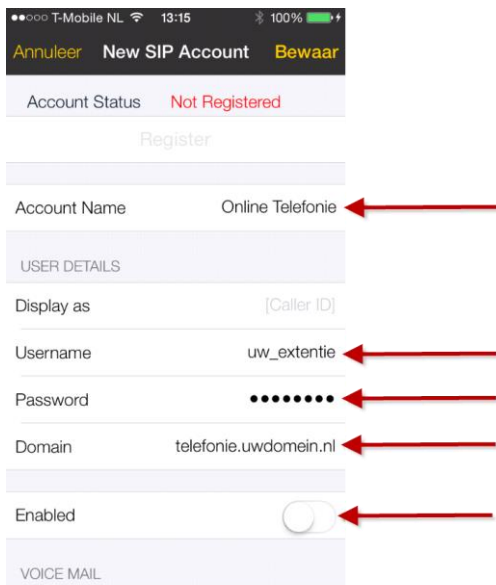 T-Mobile NL 13:15 100%
Annuleer New SIP Account Bewaar
Account Status Not Registered
Register
Account Name Online Telefonie
USER DETAILS
Display as [Caller ID]
Username uw_extentie
Password ●●●●●●●●
Domain telefonie.uwdomein.nl
Enabled
VOICE MAIL